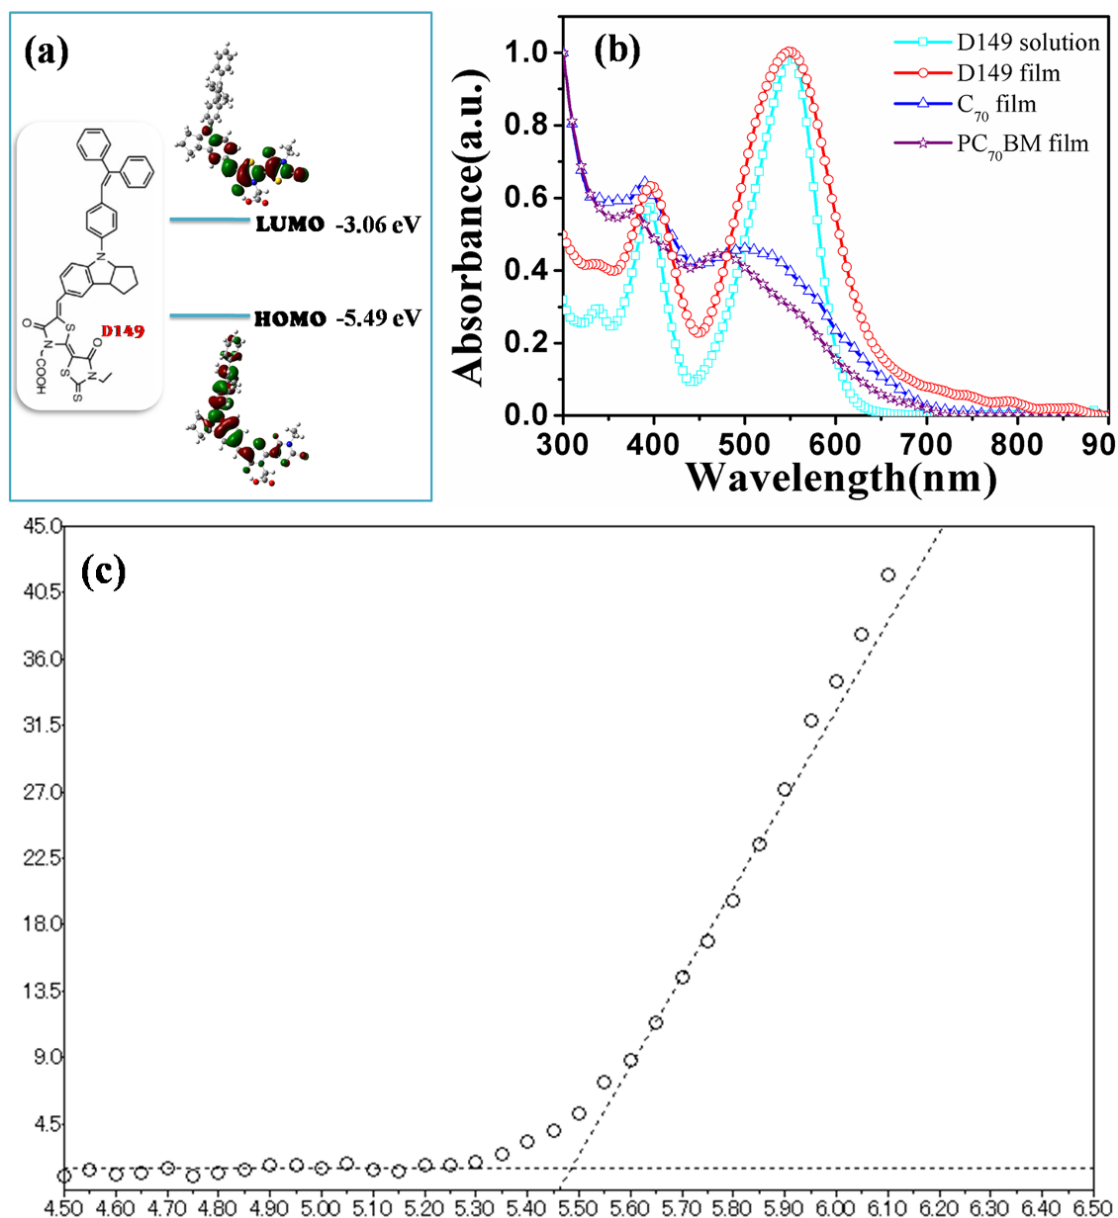 (a)
LUMO -3.06 eV
HOMO -5.49 eV
D149
N
O
S
N
S
O
COOH
S
N
S
(b)
D149 solution
D149 film
C70 film
PC70BM film
Absorbance(a.u.)
1.0
0.8
0.6
0.4
0.2
0.0
300 400 500 600 700 800 90
Wavelength(nm)
(c)
45.0
40.5
36.0
31.5
27.0
22.5
18.0
13.5
9.0
4.5
4.50 4.60 4.70 4.80 4.90 5.00 5.10 5.20 5.30 5.40 5.50 5.60 5.70 5.80 5.90 6.00 6.10 6.20 6.30 6.40 6.50